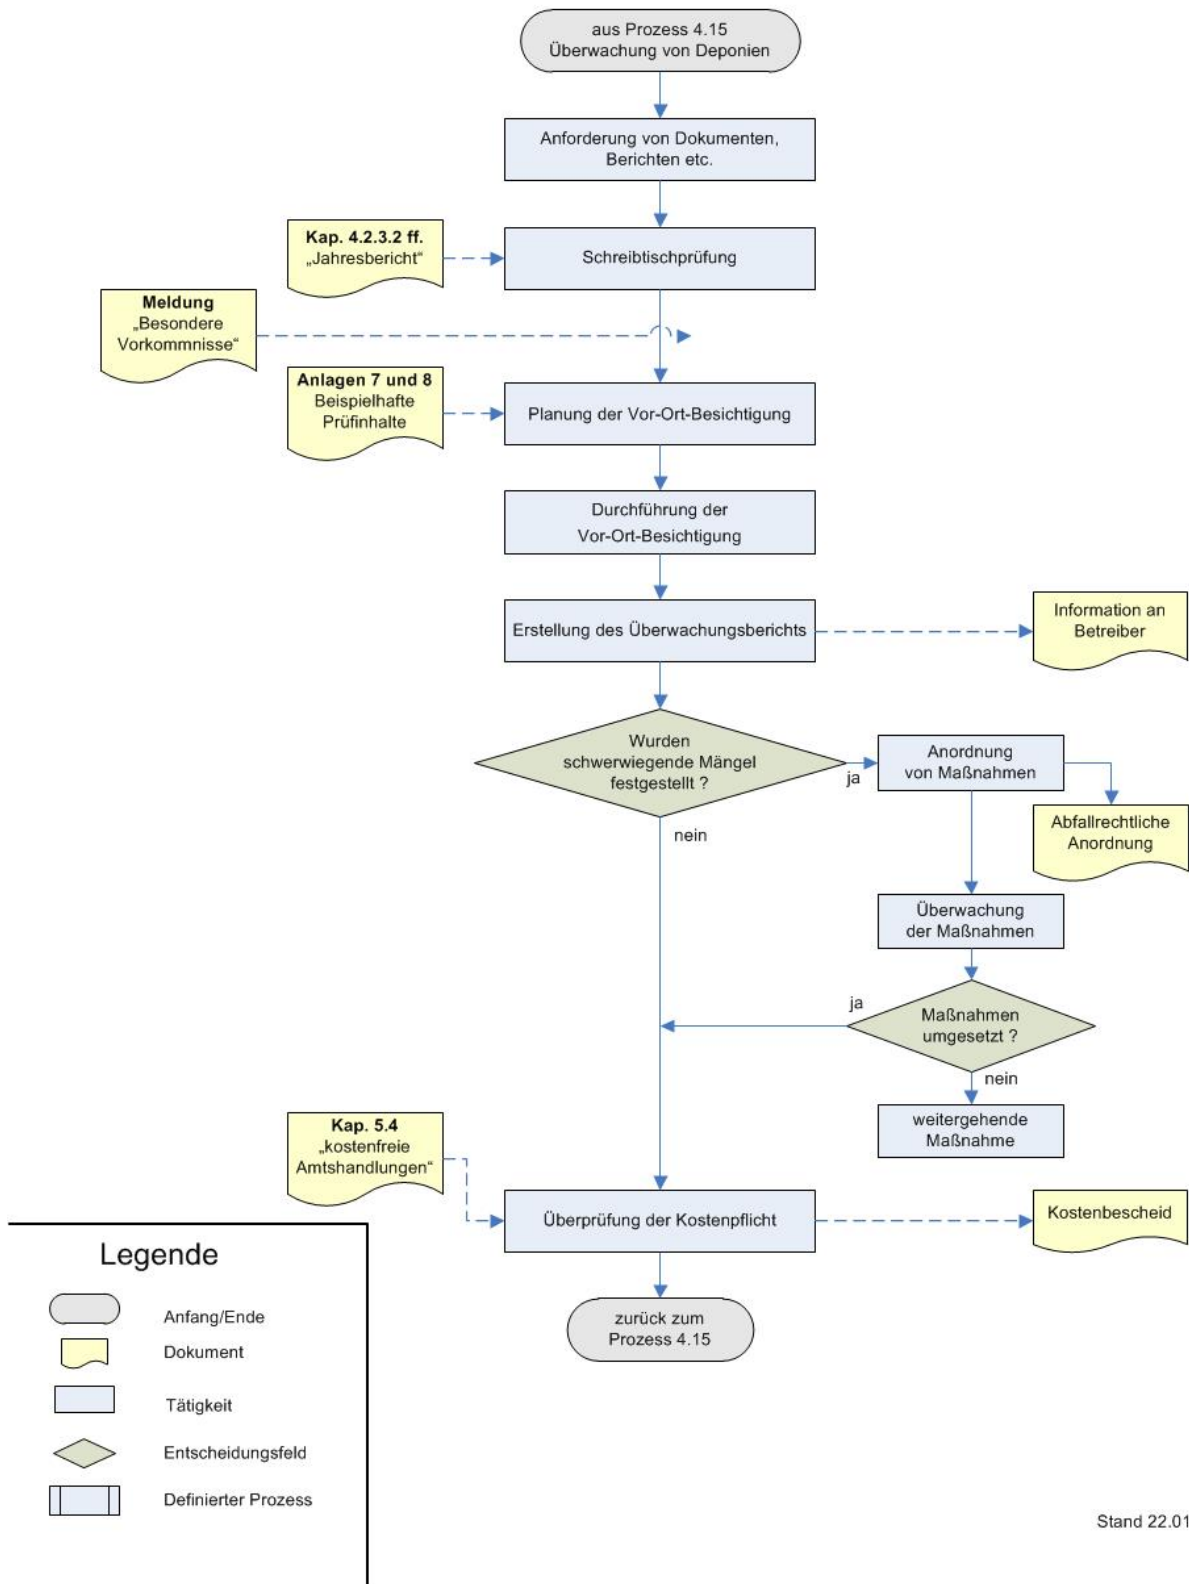 aus Prozess 4.15
Überwachung von Deponien
Anforderung von Dokumenten,
Berichten etc.
Kap. 4.2.3.2 ff.
„Jahresbericht“
Schreibtischprüfung
Meldung
„Besondere
Vorkommnisse“
Anlagen 7 und 8
Beispielhafte
Prüfinhalte
Planung der Vor-Ort-Besichtigung
Durchführung der
Vor-Ort-Besichtigung
Erstellung des Überwachungsberichts
Information an
Betreiber
Wurden
schwerwiegende Mängel
festgestellt ?
ja
Anordnung
von Maßnahmen
nein
Abfallrechtliche
Anordnung
Überwachung
der Maßnahmen
ja
Maßnahmen
umgesetzt ?
nein
weitergehende
Maßnahme
Kap. 5.4
„kostenfreie
Amtshandlungen“
Überprüfung der Kostenpflicht
Kostenbescheid
zurück zum
Prozess 4.15
Legende
Anfang/Ende
Dokument
Tätigkeit
Entscheidungsfeld
Definierter Prozess
Stand 22.01